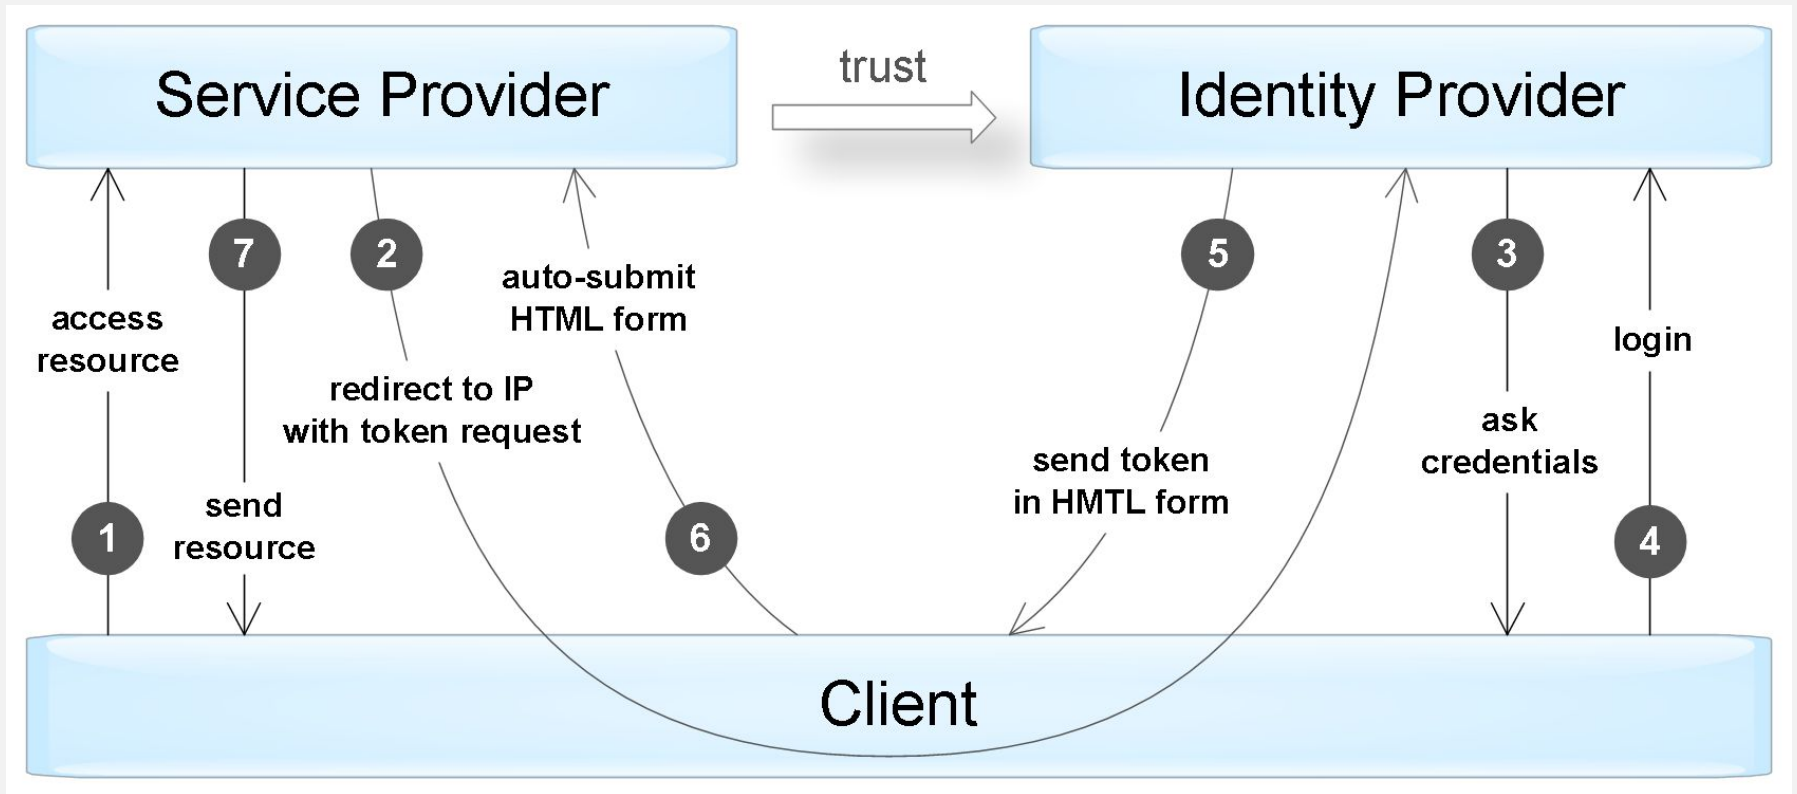 Service Provider
trust
Identity Provider
7
2
5
3
auto-submit
HTML form
access
resource
login
redirect to IP
with token request
ask
credentials
send token
in HMTL form
send
resource
1
6
4
Client